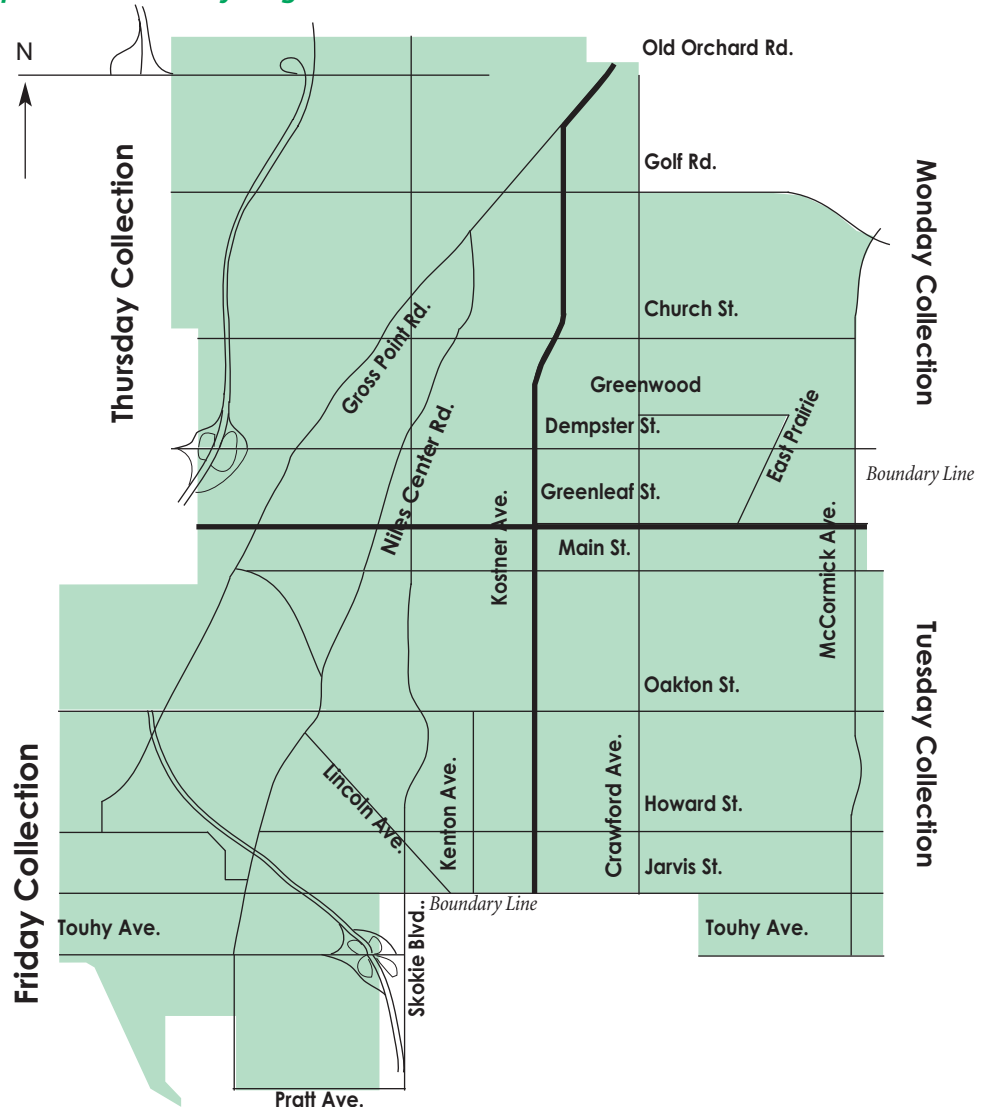 N
Old Orchard Rd.
Golf Rd.
Thursday Collection
Monday Collection
Church St.
Gross Point Rd.
Greenwood
Niles Center Rd.
Dempster St.
East Prairie
Boundary Line
Greenleaf St.
Kostner Ave.
Main St.
McCormick Ave.
Oakton St.
Tuesday Collection
Friday Collection
Lincoln Ave.
Kenton Ave.
Crawford Ave.
Howard St.
Jarvis St.
Boundary Line
Touhy Ave.
Skokie Blvd..
Touhy Ave.
Pratt Ave.